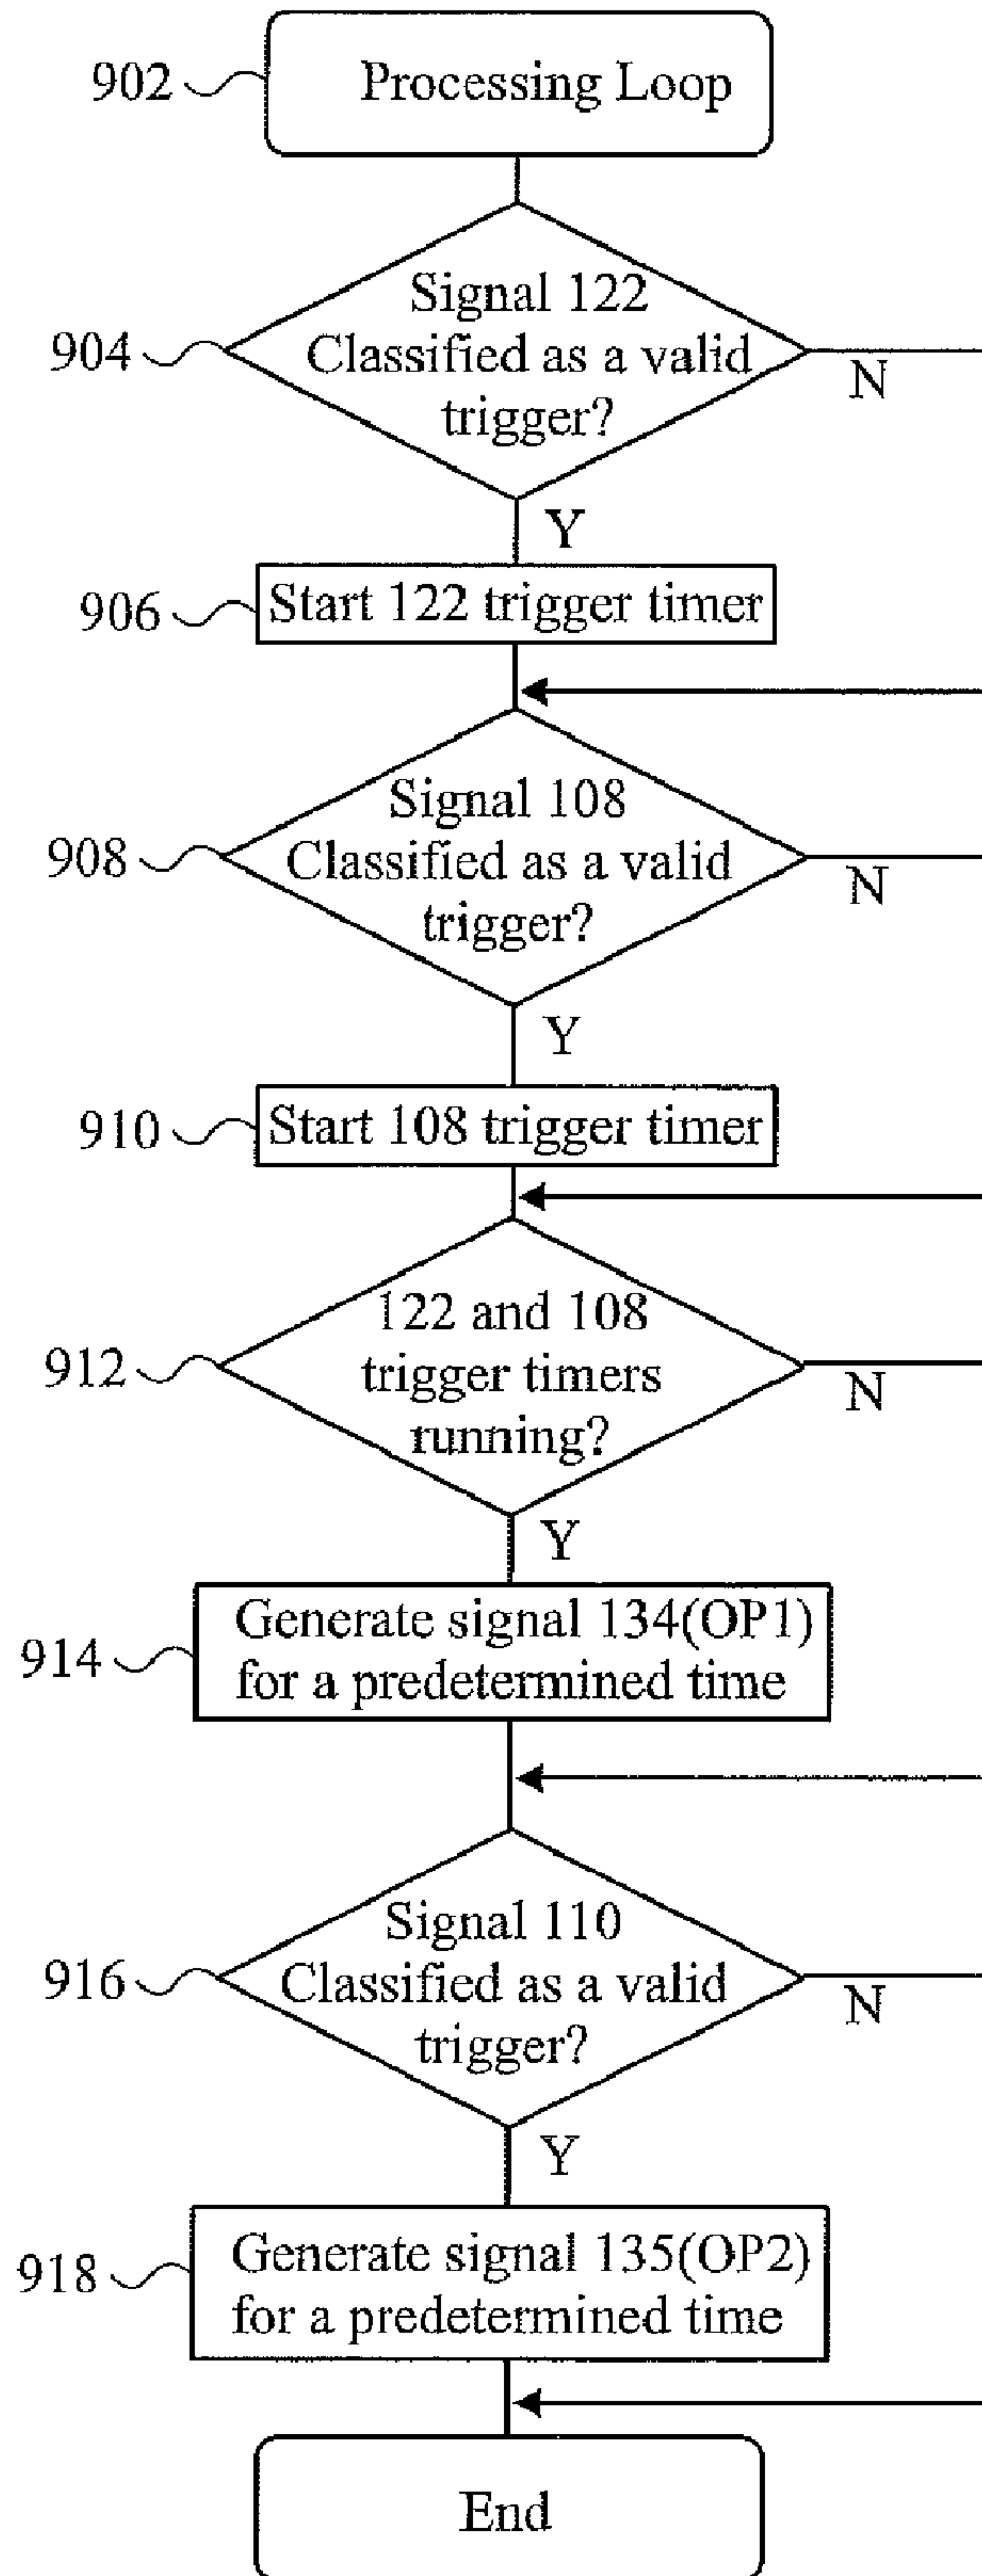 902
Processing Loop
904
Signal 122
Classified as a valid
trigger?
N
Y
906
Start 122 trigger timer
908
Signal 108
Classified as a valid
trigger?
N
Y
910
Start 108 trigger timer
912
122 and 108
trigger timers
running?
N
Y
914
Generate signal 134(OP1)
for a predetermined time
916
Signal 110
Classified as a valid
trigger?
N
Y
918
Generate signal 135(OP2)
for a predetermined time
End